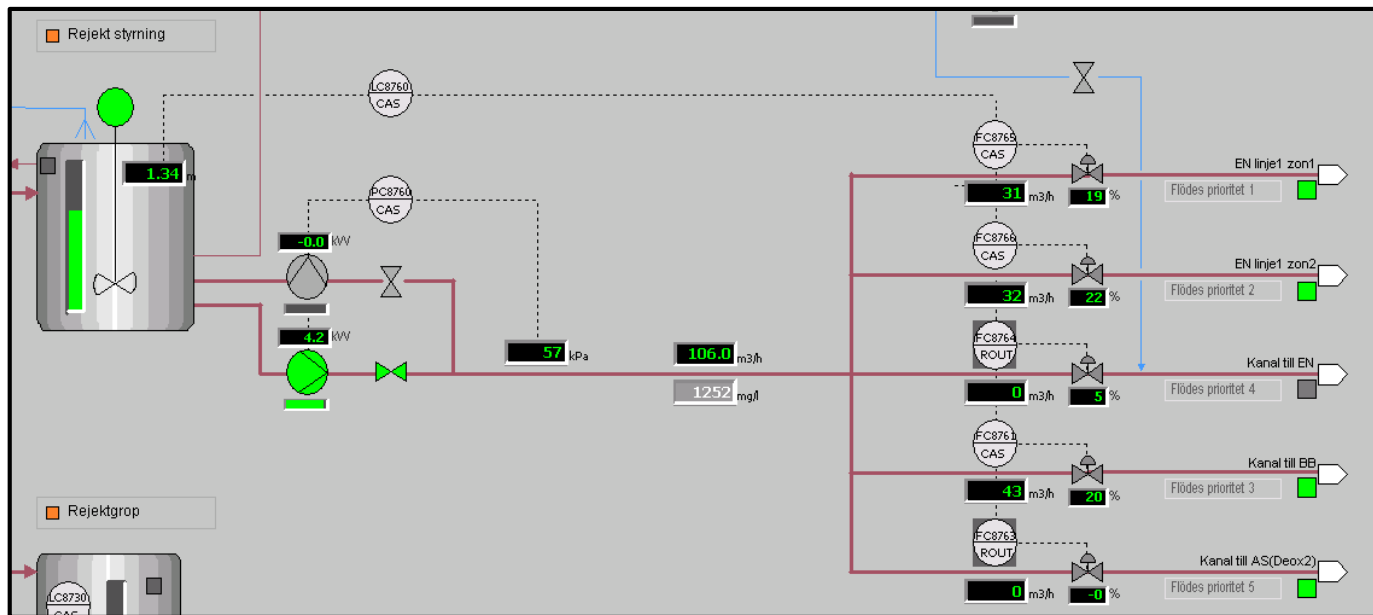 Rejekt styrning
LC8760
CAS
1.34 m
PC8760
CAS
-0.0 kW
4.2 kW
57 kPa
106.0 m3/h
1252 mg/l
FC8765
CAS
31 m3/h
19 %
EN linje1 zon1
Flödes prioritet 1
FC8766
CAS
32 m3/h
22 %
EN linje1 zon2
Flödes prioritet 2
FC8764
ROUT
0 m3/h
5 %
Kanal till EN
Flödes prioritet 4
FC8761
CAS
43 m3/h
20 %
Kanal till BB
Flödes prioritet 3
FC8763
ROUT
0 m3/h
-0 %
Kanal till AS(Deox2)
Flödes prioritet 5
Rejektgrop
LC8730
CAS